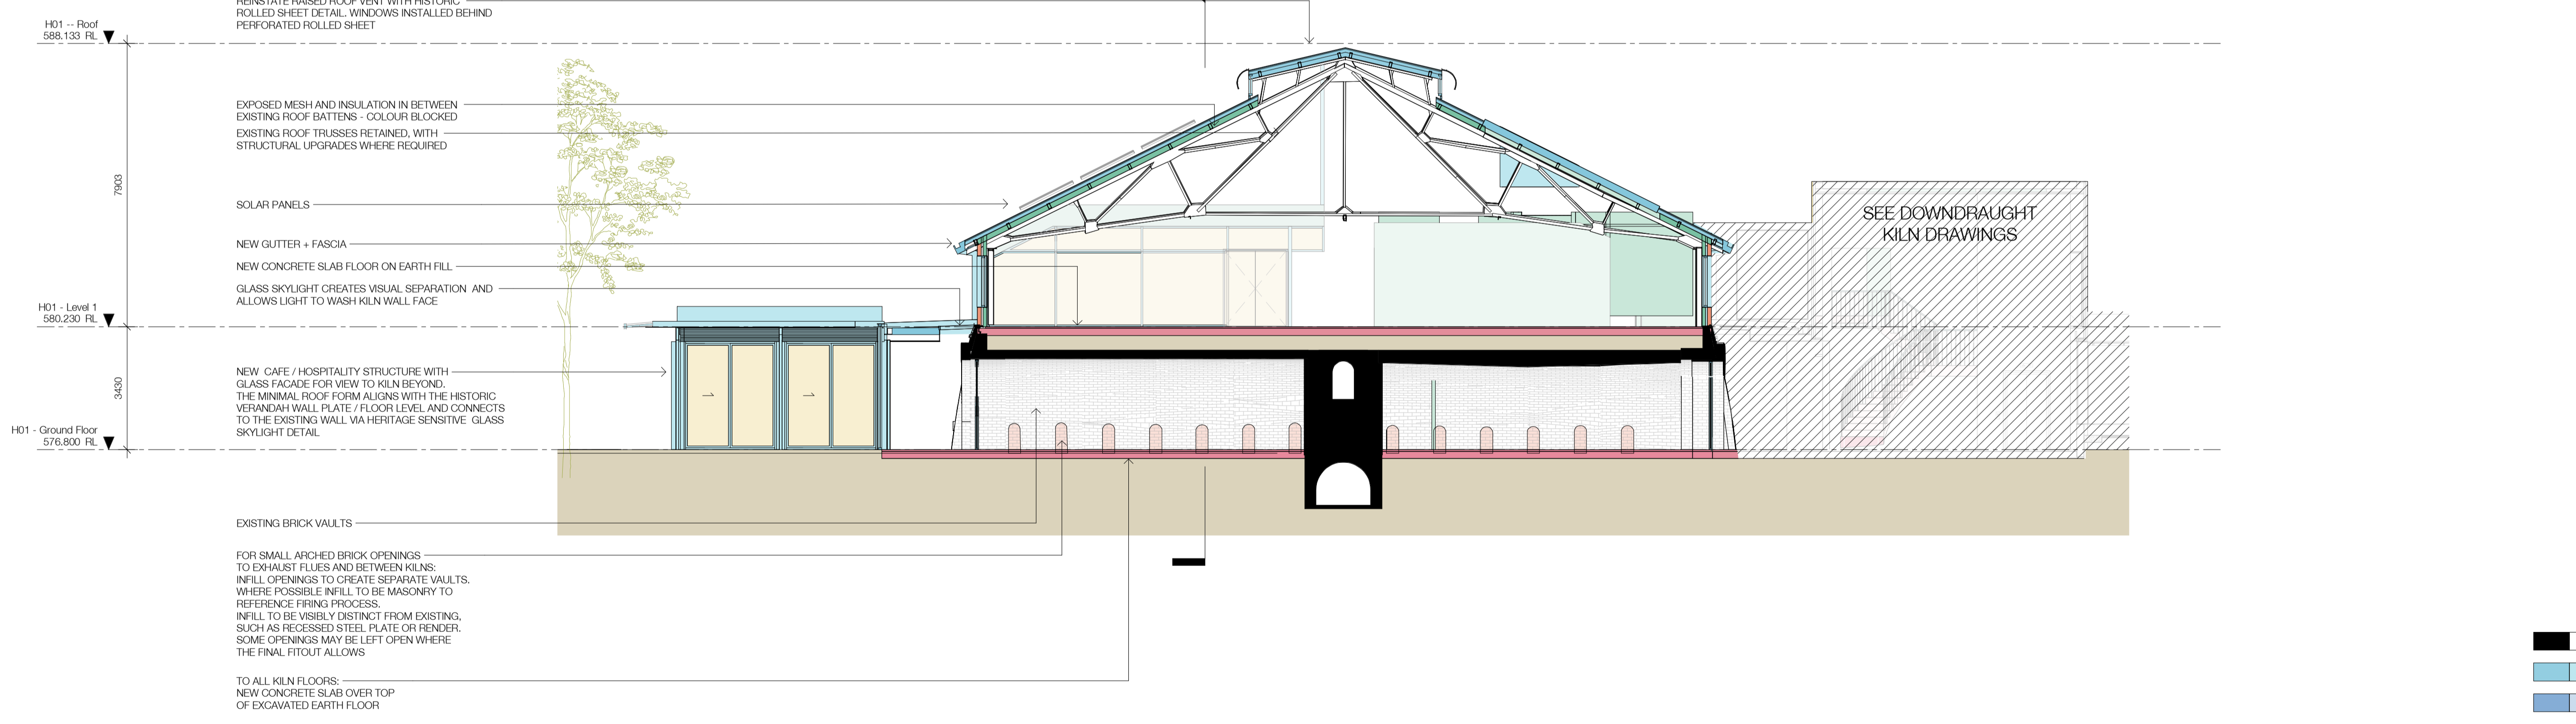 REINSTATE RAISED ROOF VENT WITH HISTORIC
ROLLED SHEET DETAIL. WINDOWS INSTALLED BEHIND
PERFORATED ROLLED SHEET
H01 -- Roof
588.133 RL
EXPOSED MESH AND INSULATION IN BETWEEN
EXISTING ROOF BATTENS - COLOUR BLOCKED
EXISTING ROOF TRUSSES RETAINED, WITH
STRUCTURAL UPGRADES WHERE REQUIRED
7903
SOLAR PANELS
SEE DOWNDRAUGHT
KILN DRAWINGS
NEW GUTTER + FASCIA
NEW CONCRETE SLAB FLOOR ON EARTH FILL
GLASS SKYLIGHT CREATES VISUAL SEPARATION AND
ALLOWS LIGHT TO WASH KILN WALL FACE
H01 - Level 1
580.230 RL
3430
NEW CAFE / HOSPITALITY STRUCTURE WITH
GLASS FACADE FOR VIEW TO KILN BEYOND.
THE MINIMAL ROOF FORM ALIGNS WITH THE HISTORIC
VERANDAH WALL PLATE / FLOOR LEVEL AND CONNECTS
TO THE EXISTING WALL VIA HERITAGE SENSITIVE GLASS
SKYLIGHT DETAIL
H01 - Ground Floor
576.800 RL
EXISTING BRICK VAULTS
FOR SMALL ARCHED BRICK OPENINGS
TO EXHAUST FLUES AND BETWEEN KILNS:
INFILL OPENINGS TO CREATE SEPARATE VAULTS.
WHERE POSSIBLE INFILL TO BE MASONRY TO
REFERENCE FIRING PROCESS.
INFILL TO BE VISIBLY DISTINCT FROM EXISTING,
SUCH AS RECESSED STEEL PLATE OR RENDER.
SOME OPENINGS MAY BE LEFT OPEN WHERE
THE FINAL FITOUT ALLOWS
TO ALL KILN FLOORS:
NEW CONCRETE SLAB OVER TOP
OF EXCAVATED EARTH FLOOR